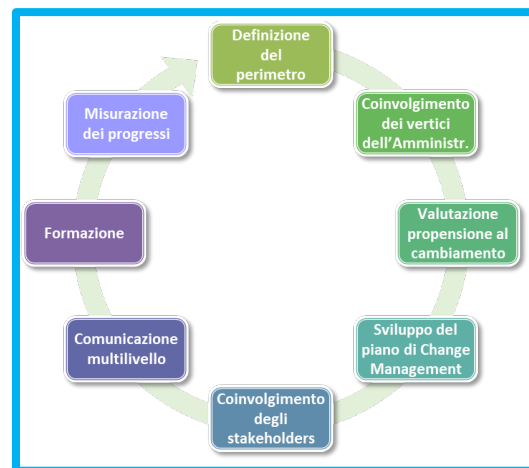 Definizione
del
perimetro
Coinvolgimento
dei vertici
dell'Amministr.
Valutazione
propensione al
cambiamento
Sviluppo del
piano di Change
Management
Coinvolgimento
degli
stakeholders
Comunicazione
multilivello
Formazione
Misurazione
dei progressi